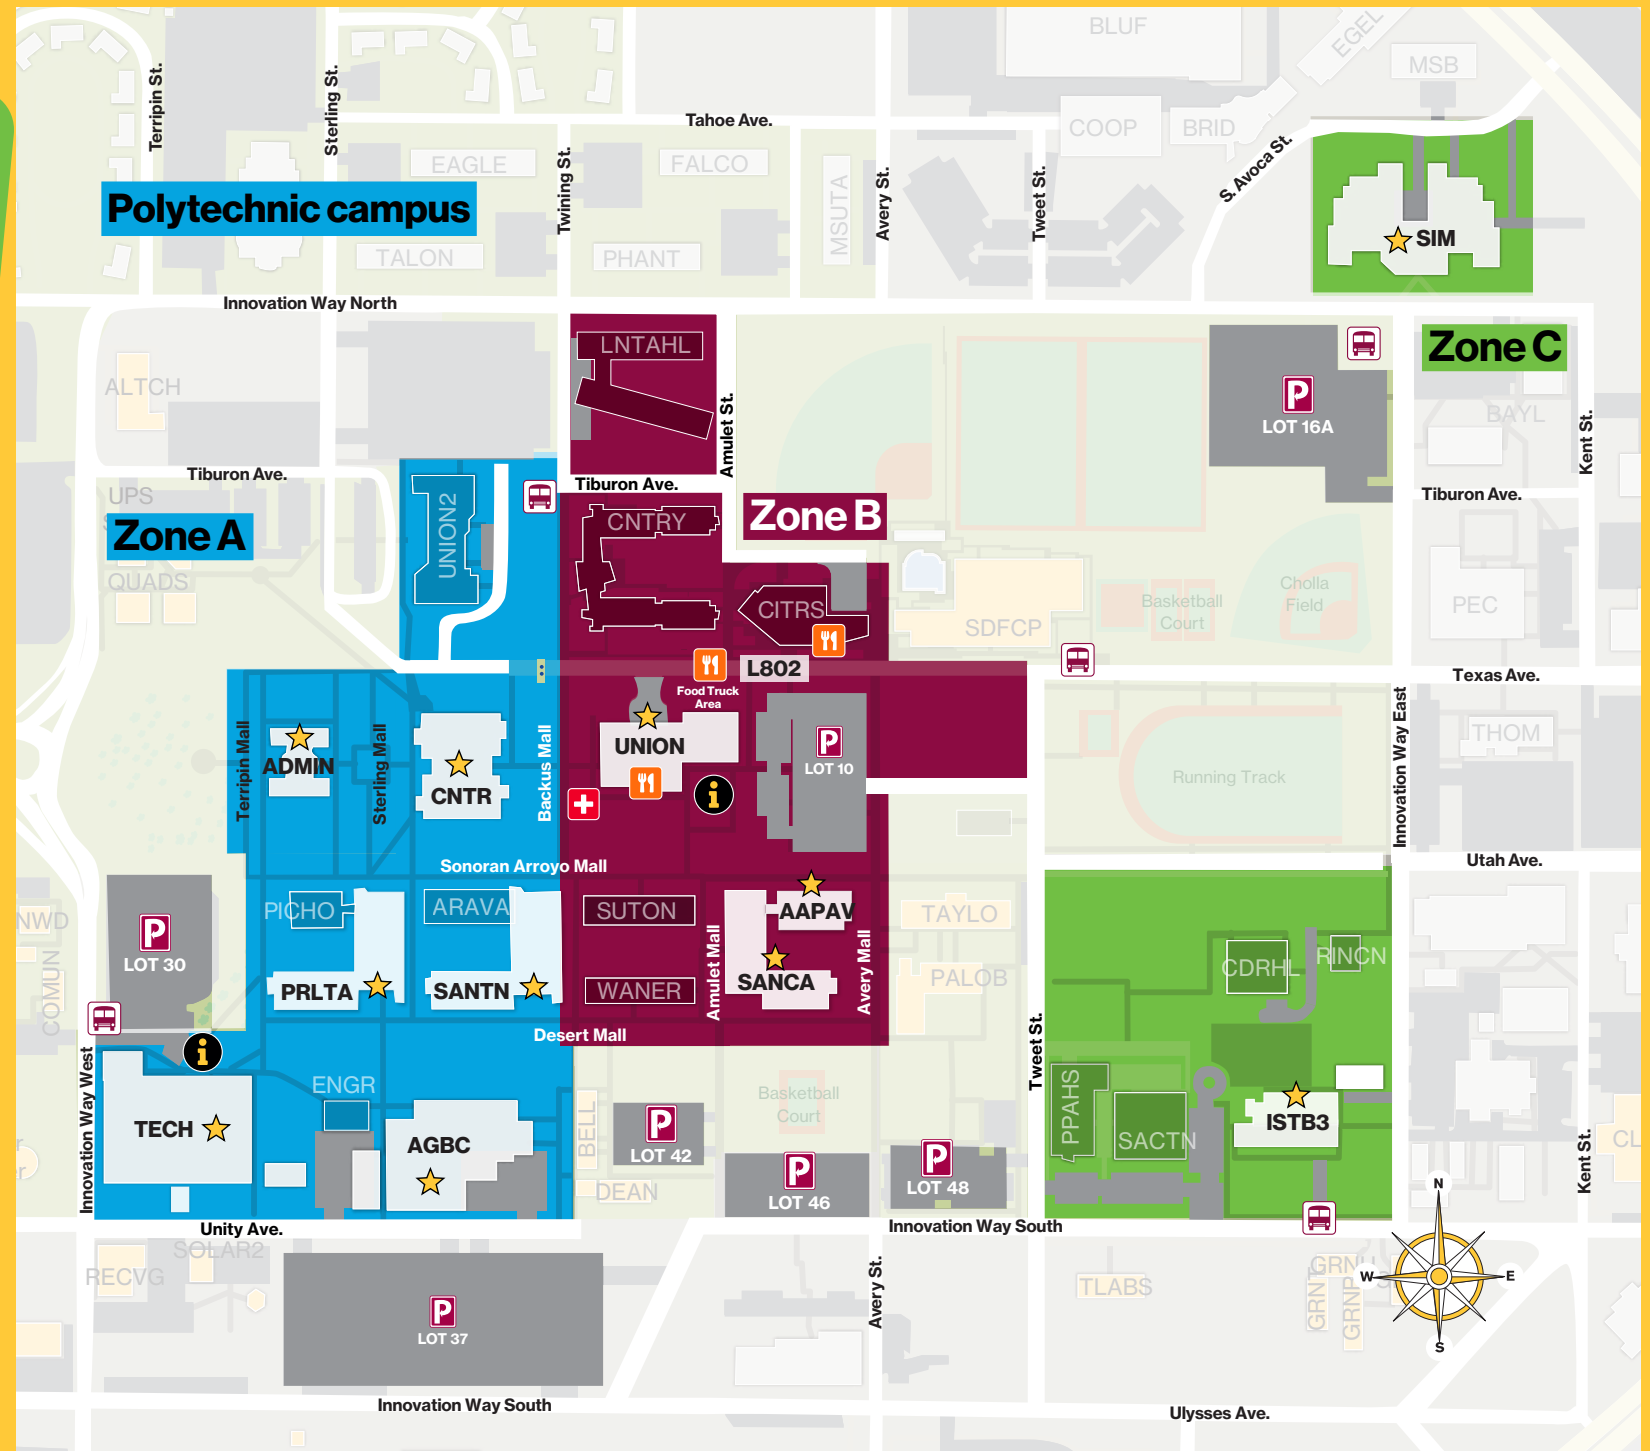 BLUF
EGEL
MSB
Terripin St.
Sterling St.
Tahoe Ave.
COOP
BRID
EAGLE
FALCO
Twining St.
MSUTA
Avery St.
Tweet St.
S. Avoca St.
Polytechnic campus
TALON
PHANT
SIM
Innovation Way North
LNTAHL
Zone C
ALTCH
Amulet St.
P
LOT 16A
BAYL
Kent St.
Tiburon Ave.
Tiburon Ave.
Tiburon Ave.
UPS
Zone A
UNION2
CNTRY
Zone B
QUADS
CITRS
SDFCP
Basketball
Court
Cholla
Field
PEC
L802
Texas Ave.
Food Truck
Area
Terripin Mall
ADMIN
Sterling Mall
CNTR
Backus Mall
UNION
i
P
LOT 10
Running Track
Innovation Way East
THOM
Sonoran Arroyo Mall
Utah Ave.
NWD
PICHO
ARAVA
SUTON
AAPAV
TAYLO
P
LOT 30
COMUN
PRLTA
SANTN
WANER
Amulet Mall
SANCA
Avery Mall
PALOB
CDRHL
RINCN
Desert Mall
i
Innovation Way West
TECH
ENGR
AGBC
BELL
P
LOT 42
Basketball
Court
Tweet St.
PPAHS
SACTN
ISTB3
CL
DEAN
P
LOT 46
P
LOT 48
Kent St.
N
Unity Ave.
Innovation Way South
RECVG
SOLAR2
P
LOT 37
Avery St.
TLABS
GRNH
GRNT
GRNP
W
E
S
Innovation Way South
Ulysses Ave.